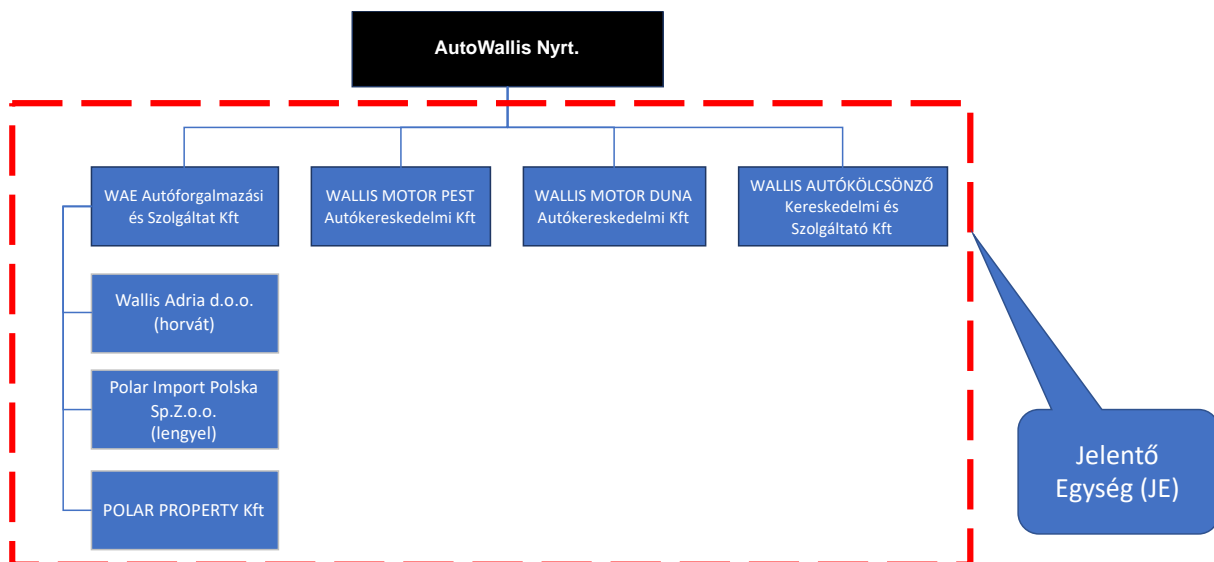 AutoWallis Nyrt.
WAE Autóforgalmazási
és Szolgáltat Kft
WALLIS MOTOR PEST
Autókereskedelmi Kft
WALLIS MOTOR DUNA
Autókereskedelmi Kft
WALLIS AUTÓKÖLCSÖNZŐ
Kereskedelmi és
Szolgáltató Kft
Wallis Adria d.o.o.
(horvát)
Polar Import Polska
Sp.Z.o.o.
(lengyel)
POLAR PROPERTY Kft
Jelentő
Egység (JE)